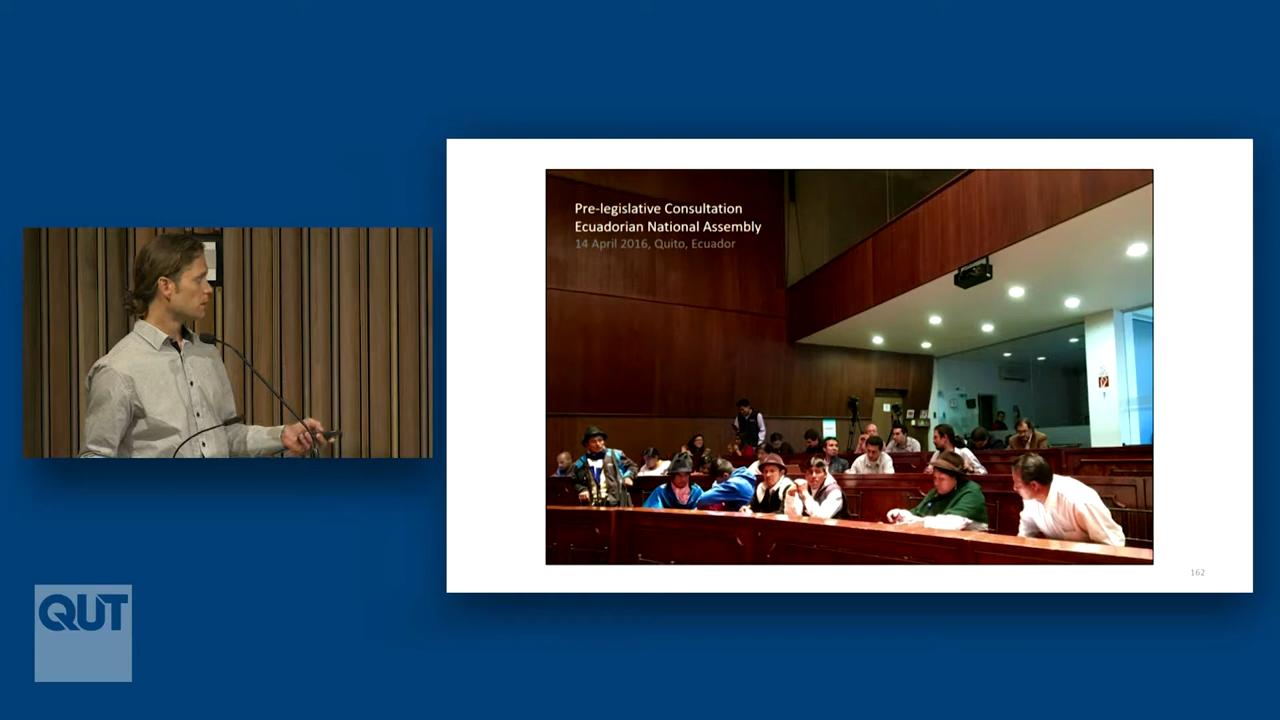 Pre-legislative Consultation
Ecuadorian National Assembly
14 April 2016, Quito, Ecuador
162
QUT